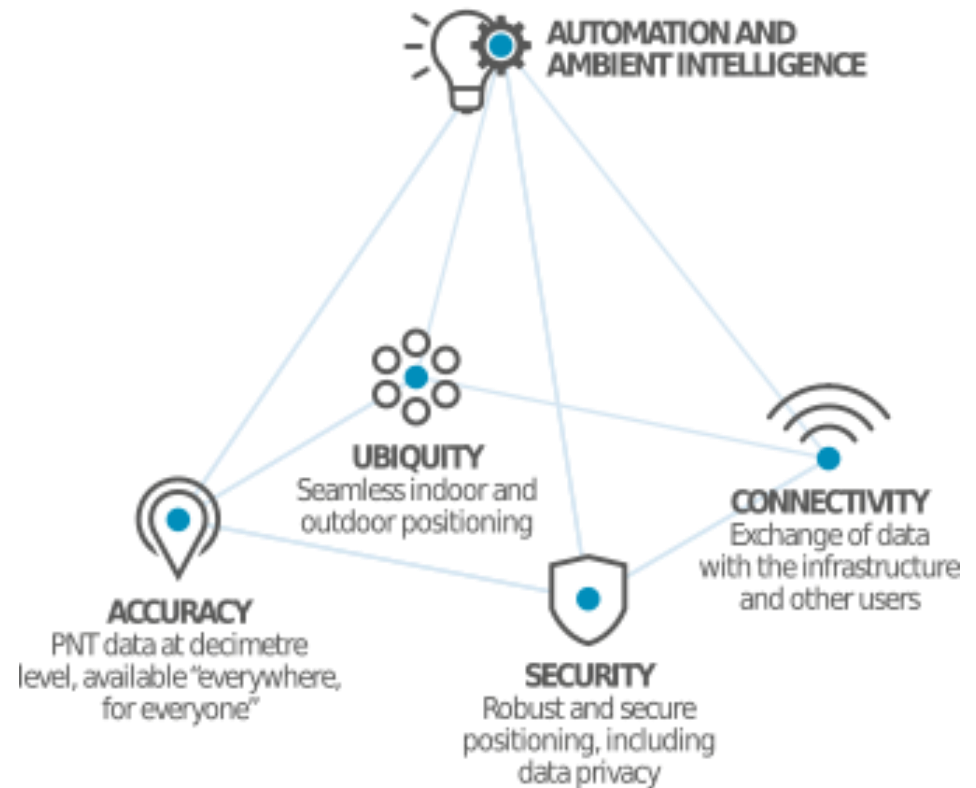 AUTOMATION AND
AMBIENT INTELLIGENCE
UBIQUITY
Seamless indoor and
outdoor positioning
CONNECTIVITY
Exchange of data
with the infrastructure
and other users
ACCURACY
PNT data at decimetre
level, available “everywhere,
for everyone”
SECURITY
Robust and secure
positioning, including
data privacy